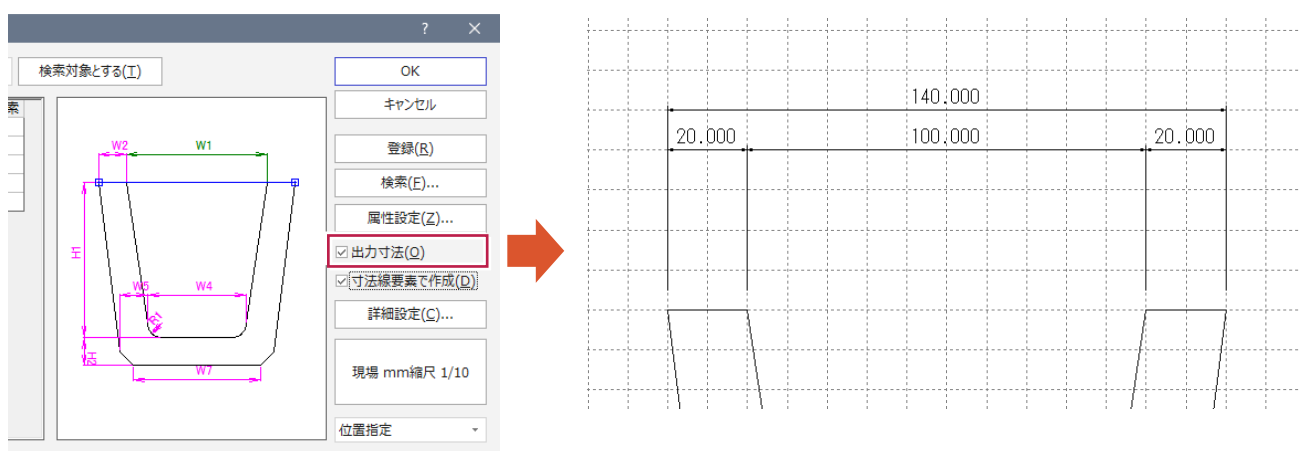 ? ×
検索対象とする(T)
OK
素
キャンセル
登録(R)
検索(F)...
属性設定(Z)...
出力寸法(O)
寸法線要素で作成(D)
詳細設定(C)...
現場 mm縮尺 1/10
位置指定
W2 W1
H1
W5 W4
R1
H2
W7
140.000
20.000 100.000 20.000